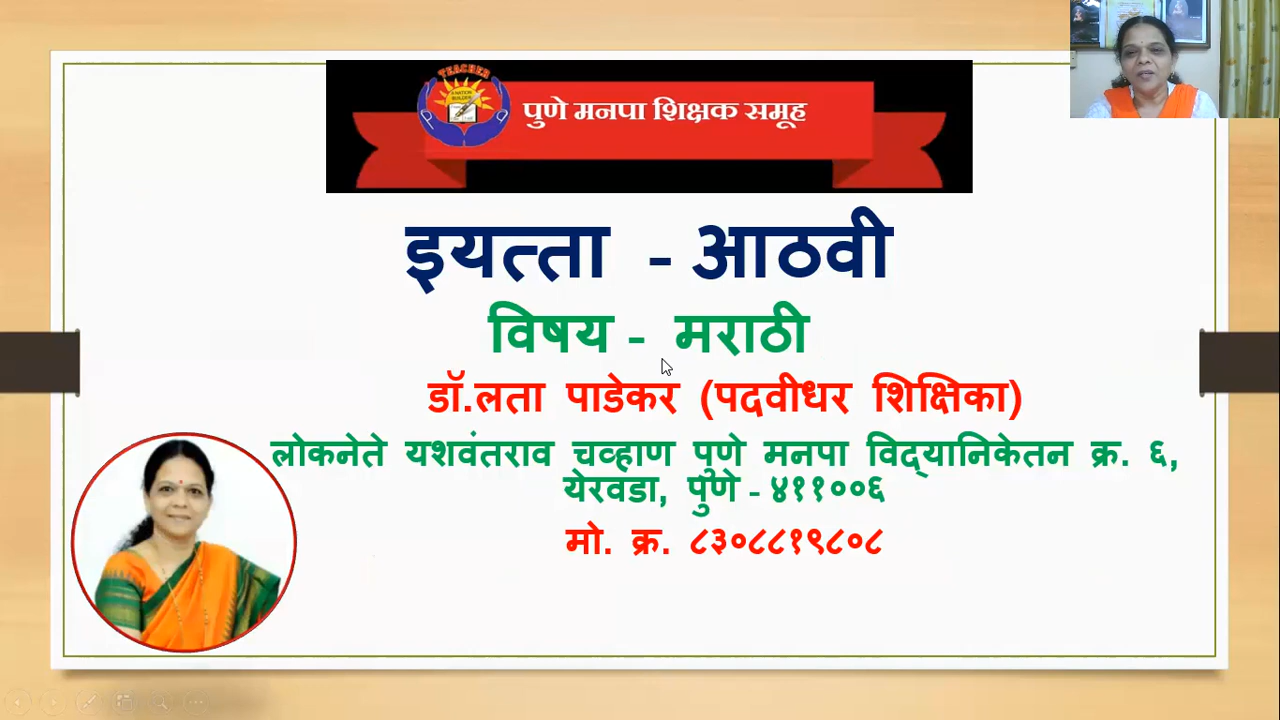 TEACHER
पुणे मनपा शिक्षक समूह
इयत्ता - आठवी
विषय - मराठी
डॉ.लता पाडेकर (पदवीधर शिक्षिका)
लोकनेते यशवंतराव चव्हाण पुणे मनपा विद्यानिकेतन क्र. ६,
येरवडा, पुणे - ४११००६
मो. क्र. ८३०८८१९८०८